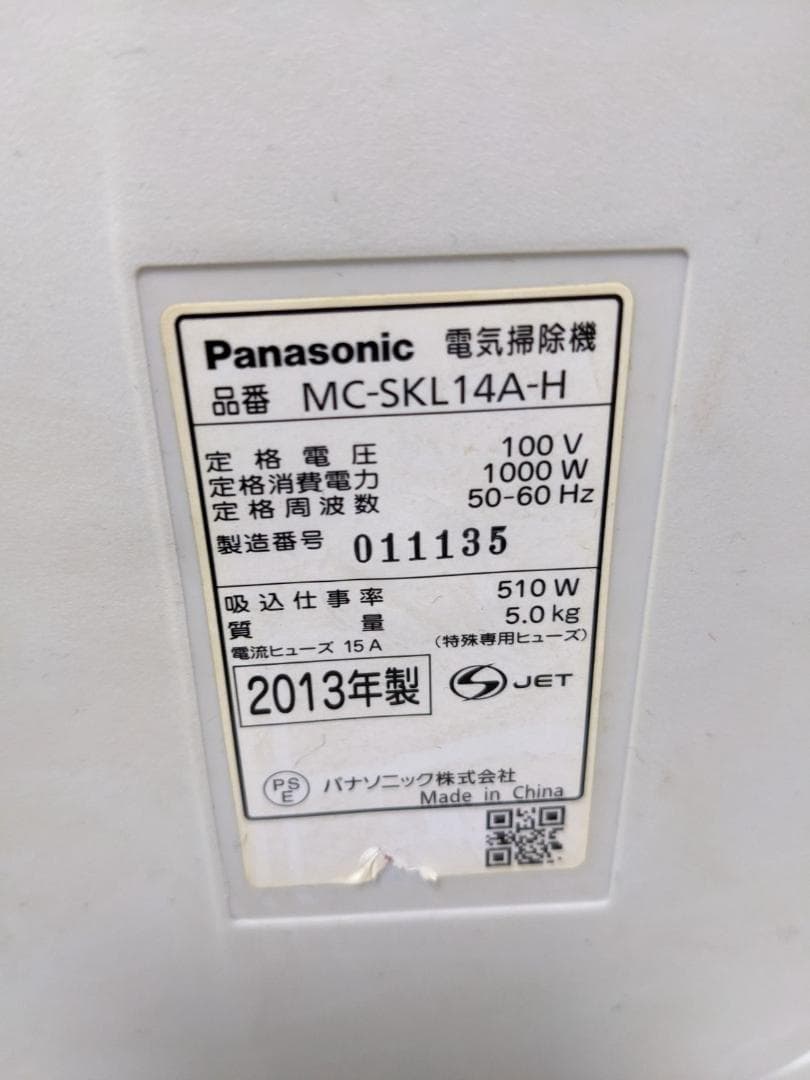 Panasonic 電気掃除機
品番 MC-SKL14A-H
定格電圧 100 V
定格消費電力 1000 W
定格周波数 50-60 Hz
製造番号 011135
吸込仕事率 510 W
質量 5.0 kg
電流ヒューズ 15 A (特殊専用ヒューズ)
2013年製 S JET
PS E パナソニック株式会社
Made in China